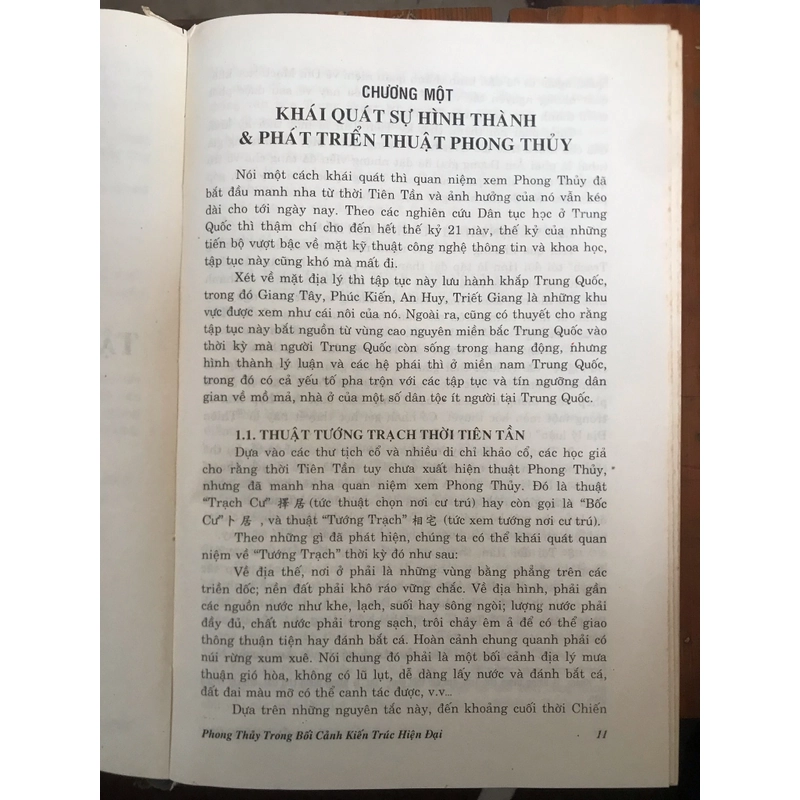 CHƯƠNG MỘT
KHÁI QUÁT SỰ HÌNH THÀNH
& PHÁT TRIỂN THUẬT PHONG THỦY
Nói một cách khái quát thì quan niệm xem Phong Thủy đã
bắt đầu manh nha từ thời Tiên Tần và ảnh hưởng của nó vẫn kéo
dài cho tới ngày nay. Theo các nghiên cứu Dân tục học ở Trung
Quốc thì thậm chí cho đến hết thế kỷ 21 này, thế kỷ của những
tiến bộ vượt bậc về mặt kỹ thuật công nghệ thông tin và khoa học,
tập tục này cũng khó mà mất đi.
Xét về mặt địa lý thì tập tục này lưu hành khắp Trung Quốc,
trong đó Giang Tây, Phúc Kiến, An Huy, Triết Giang là những khu
vực được xem như cái nôi của nó. Ngoài ra, cũng có thuyết cho rằng
tập tục này bắt nguồn từ vùng cao nguyên miền bắc Trung Quốc vào
thời kỳ mà người Trung Quốc còn sống trong hang động, nhưng
hình thành lý luận và các hệ phái thì ở miền nam Trung Quốc,
trong đó có cả yếu tố pha trộn với các tập tục và tín ngưỡng dân
gian về mồ mả, nhà ở của một số dân tộc ít người tại Trung Quốc.
1.1. THUẬT TƯỚNG TRẠCH THỜI TIÊN TẦN
Dựa vào các thư tịch cổ và nhiều di chỉ khảo cổ, các học giả
cho rằng thời Tiên Tần tuy chưa xuất hiện thuật Phong Thủy,
nhưng đã manh nha quan niệm xem Phong Thủy. Đó là thuật
“Trạch Cư” 擇居 (tức thuật chọn nơi cư trú) hay còn gọi là “Bốc
Cư” 卜居, và thuật “Tướng Trạch” 相宅 (tức xem tướng nơi cư trú).
Theo những gì đã phát hiện, chúng ta có thể khái quát quan
niệm về “Tướng Trạch” thời kỳ đó như sau:
Về địa thế, nơi ở phải là những vùng bằng phẳng trên các
triền dốc; nền đất phải khô ráo vững chắc. Về địa hình, phải gần
các nguồn nước như khe, lạch, suối hay sông ngòi; lượng nước phải
đầy đủ, chất nước phải trong sạch, trôi chảy êm ả để có thể giao
thông thuận tiện hay đánh bắt cá. Hoàn cảnh chung quanh phải có
núi rừng xum xuê. Nói chung đó phải là một bối cảnh địa lý mưa
thuận gió hòa, không có lũ lụt, dễ dàng lấy nước và đánh bắt cá,
đất đai màu mỡ có thể canh tác được, v.v...
Dựa trên những nguyên tắc này, đến khoảng cuối thời Chiến
Phong Thủy Trong Bối Cảnh Kiến Trúc Hiện Đại 11